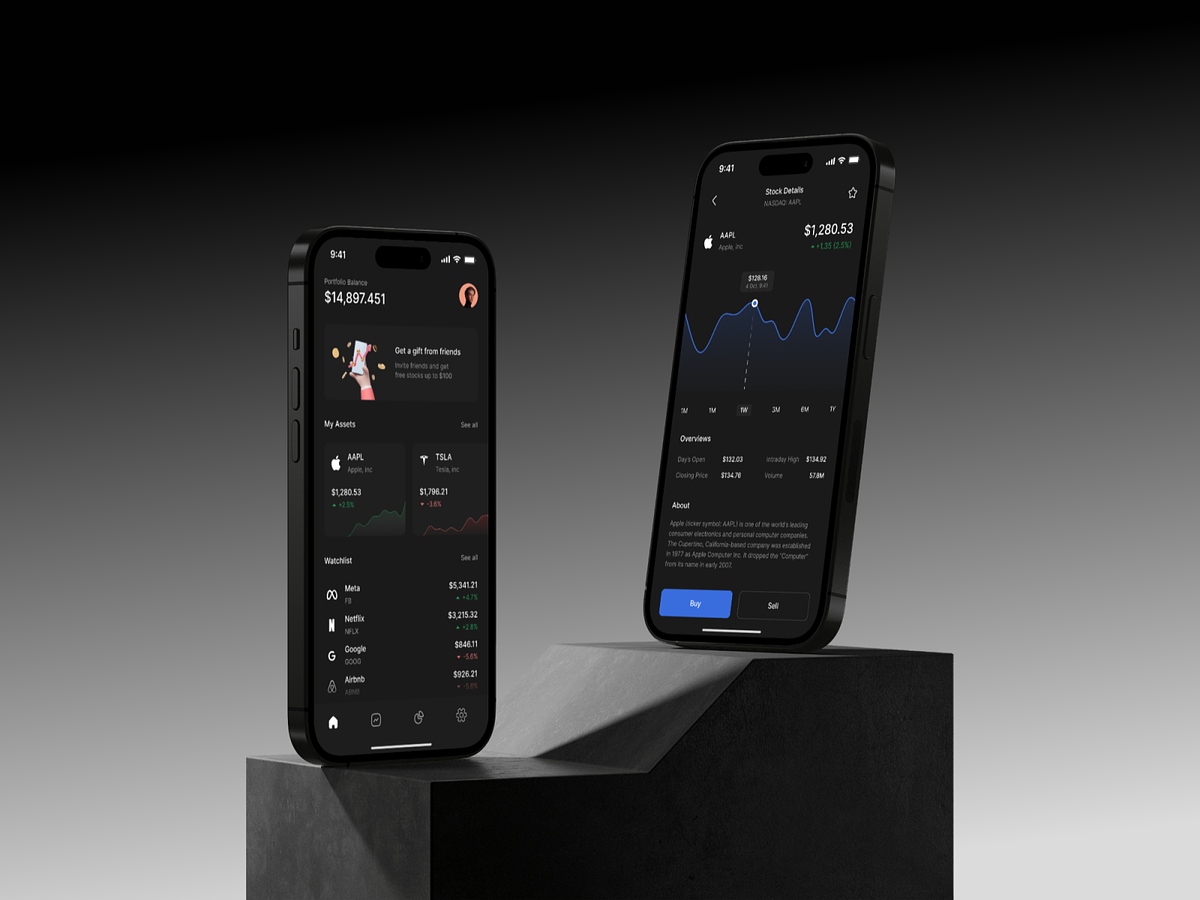 9:41
Portfolio Balance
$14,897.451
Get a gift from friends
Invite friends and get
free stocks up to $100
My Assets
See all
AAPL
Apple, Inc
$1,280.53
+2.5%
TSLA
Tesla, Inc
$1,796.21
-3.6%
Watchlist
See all
Meta
FB
$5,341.21
+4.7%
Netflix
NFLX
$3,215.32
+2.8%
Google
GOOG
$846.11
-5.6%
Airbnb
$926.21
9:41
Stock Details
NASDAQ: AAPL
AAPL
Apple, Inc
$1,280.53
+1.35 (2.5%)
$128.16
4 Oct, 9:41
1M
1W
3M
6M
1Y
Overviews
Day's Open
$132.03
Intraday High
$134.92
Closing Price
$134.76
Volume
57.8M
About
Apple (ticker symbol: AAPL) is one of the world's leading
consumer electronics and personal computer companies.
The Cupertino, California-based company was established
in 1977 as Apple Computer Inc. It dropped the "Computer"
from its name in early 2007.
Buy
Sell